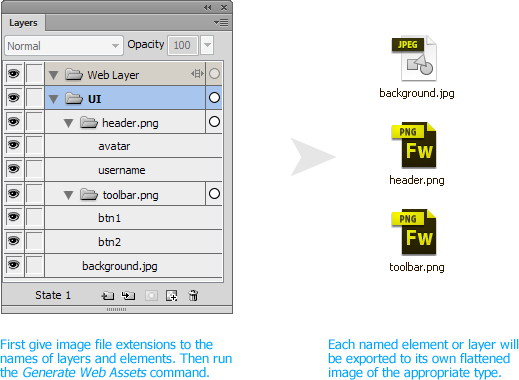 Layers
Normal
Opacity 100
Web Layer
UI
header.png
avatar
username
toolbar.png
btn1
btn2
background.jpg
State 1
JPEG
background.jpg
PNG
Fw
header.png
PNG
Fw
toolbar.png
First give image file extensions to the
names of layers and elements. Then run
the Generate Web Assets command.
Each named element or layer will
be exported to its own flattened
image of the appropriate type.